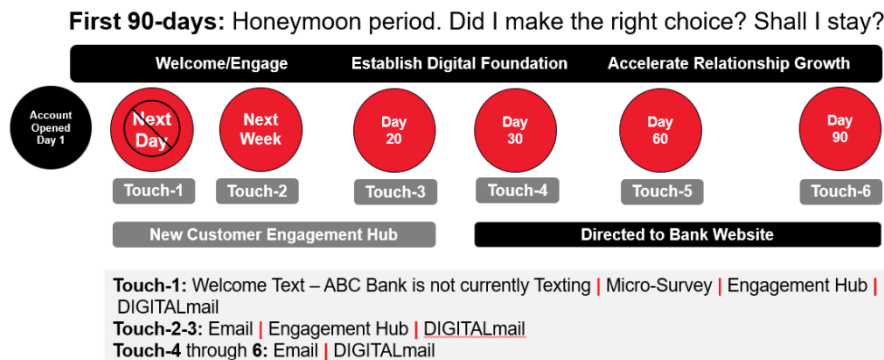 First 90-days: Honeymoon period. Did I make the right choice? Shall I stay?
Welcome/Engage
Establish Digital Foundation
Accelerate Relationship Growth
Account
Opened
Day 1
Next
Day
Next
Week
Day
20
Day
30
Day
60
Day
90
Touch-1
Touch-2
Touch-3
Touch-4
Touch-5
Touch-6
New Customer Engagement Hub
Directed to Bank Website
Touch-1: Welcome Text – ABC Bank is not currently Texting | Micro-Survey | Engagement Hub |
DIGITALmail
Touch-2-3: Email | Engagement Hub | DIGITALmail
Touch-4 through 6: Email | DIGITALmail